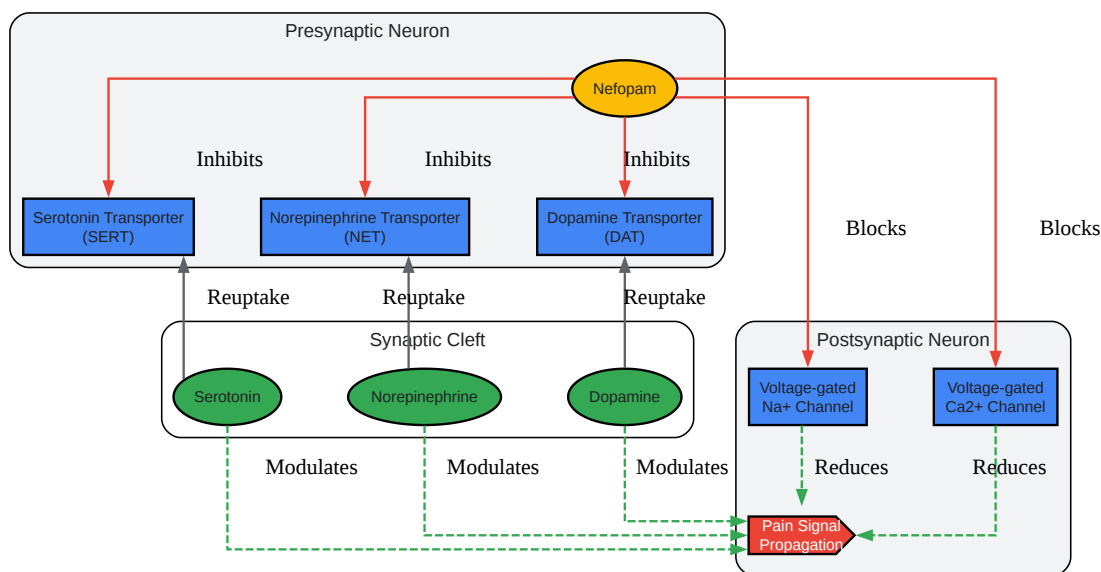 Presynaptic Neuron
Nefopam
Inhibits
Inhibits
Inhibits
Serotonin Transporter
(SERT)
Norepinephrine Transporter
(NET)
Dopamine Transporter
(DAT)
Blocks
Blocks
Reuptake
Reuptake
Reuptake
Synaptic Cleft
Serotonin
Norepinephrine
Dopamine
Postsynaptic Neuron
Voltage-gated
Na+ Channel
Voltage-gated
Ca2+ Channel
Modulates
Modulates
Modulates
Reduces
Reduces
Pain Signal
Propagation